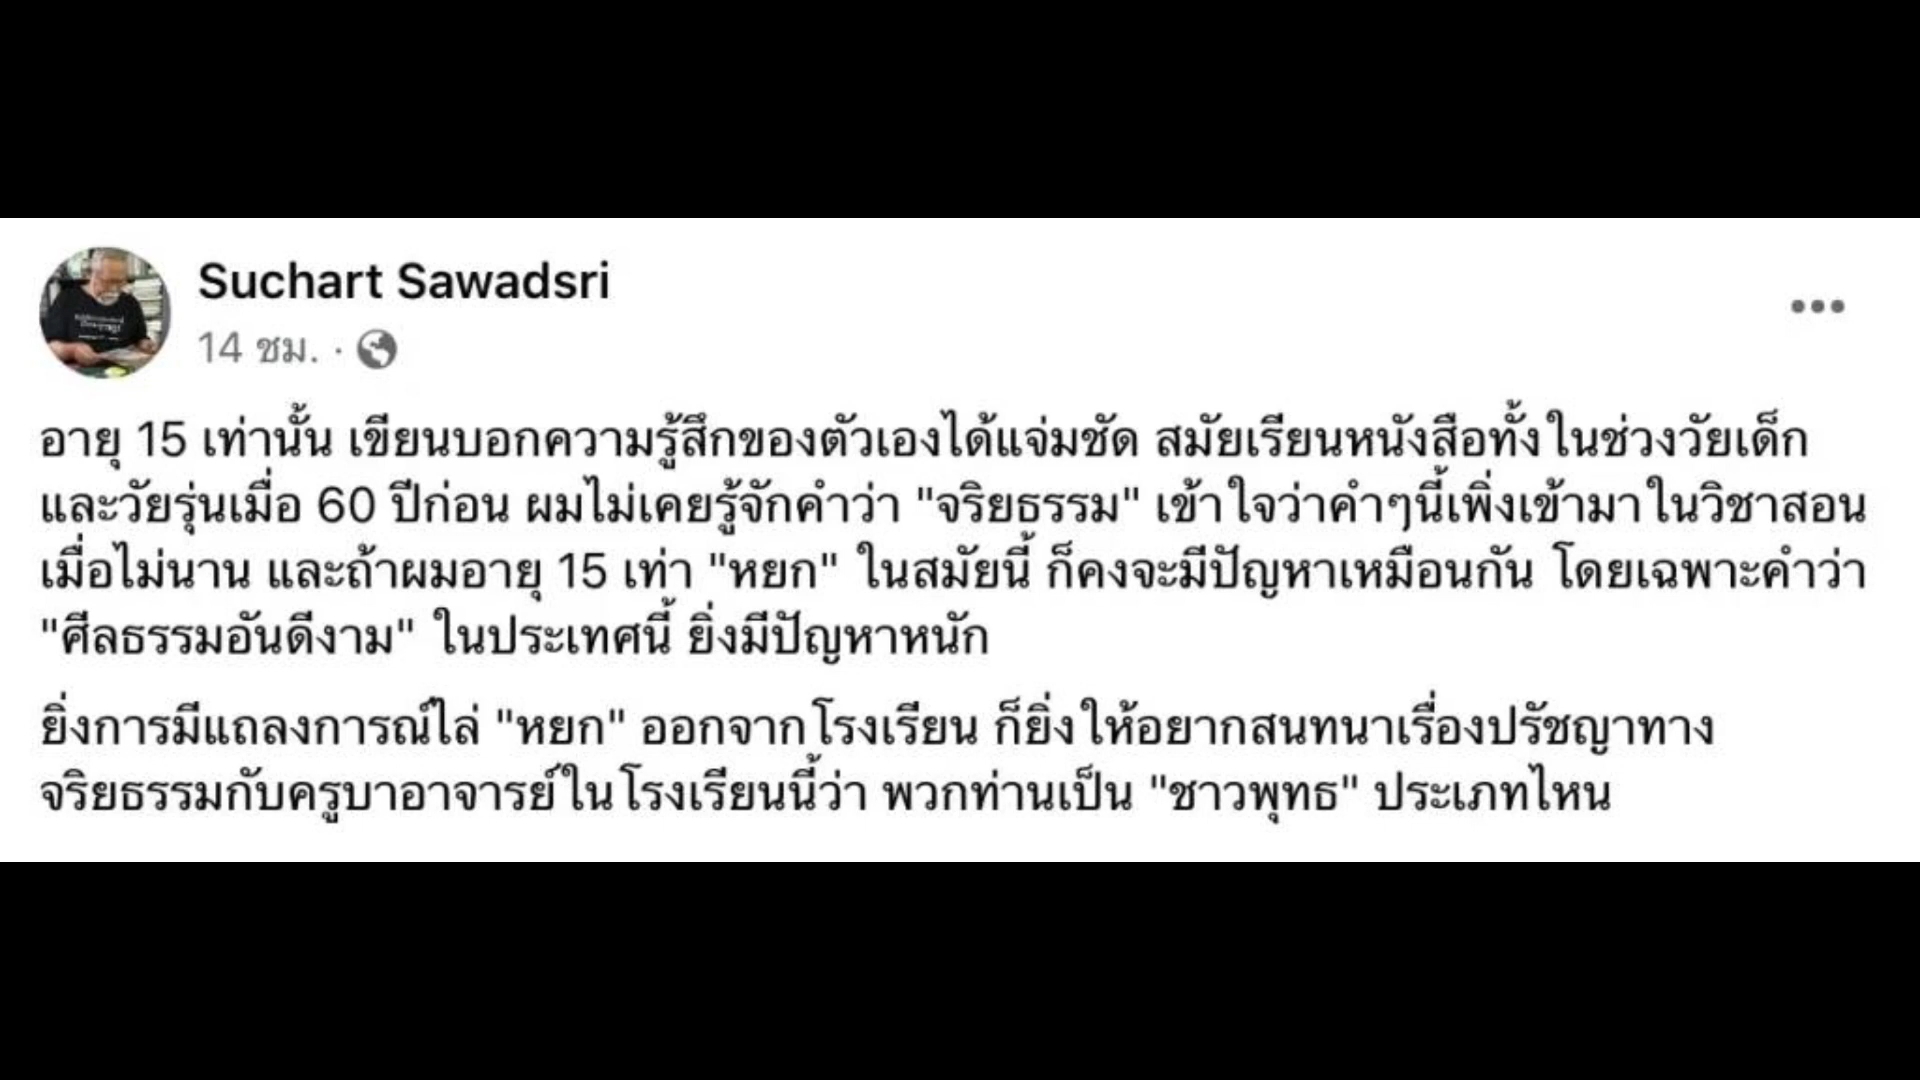 Suchart Sawadsri
14 ชม. ·
อายุ 15 เท่านั้น เขียนบอกความรู้สึกของตัวเองได้แจ่มชัด สมัยเรียนหนังสือทั้งในช่วงวัยเด็ก
และวัยรุ่นเมื่อ 60 ปีก่อน ผมไม่เคยรู้จักคำว่า "จริยธรรม" เข้าใจว่าคำๆนี้เพิ่งเข้ามาในวิชาสอน
เมื่อไม่นาน และถ้าผมอายุ 15 เท่า "หยก" ในสมัยนี้ ก็คงจะมีปัญหาเหมือนกัน โดยเฉพาะคำว่า
"ศีลธรรมอันดีงาม" ในประเทศนี้ ยิ่งมีปัญหาหนัก
ยิ่งการมีแถลงการณ์ไล่ "หยก" ออกจากโรงเรียน ก็ยิ่งให้อยากสนทนาเรื่องปรัชญาทาง
จริยธรรมกับครูบาอาจารย์ในโรงเรียนนี้ว่า พวกท่านเป็น "ชาวพุทธ" ประเภทไหน